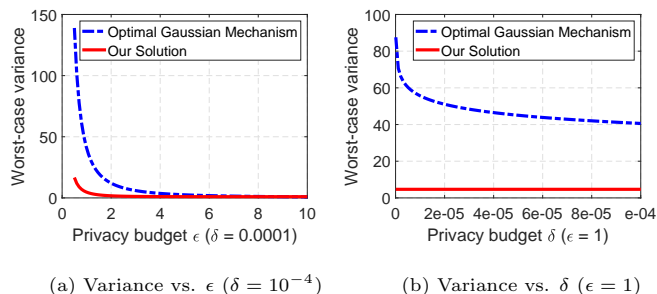 150
100
50
0
0
2
4
6
8
10
Worst-case variance
Optimal Gaussian Mechanism
Our Solution
Privacy budget ϵ (δ = 0.0001)
(a) Variance vs. ϵ (δ = 10⁻⁴)
100
80
60
40
20
0
0
2e-05
4e-05
6e-05
8e-05
e-04
Worst-case variance
Optimal Gaussian Mechanism
Our Solution
Privacy budget δ (ϵ = 1)
(b) Variance vs. δ (ϵ = 1)